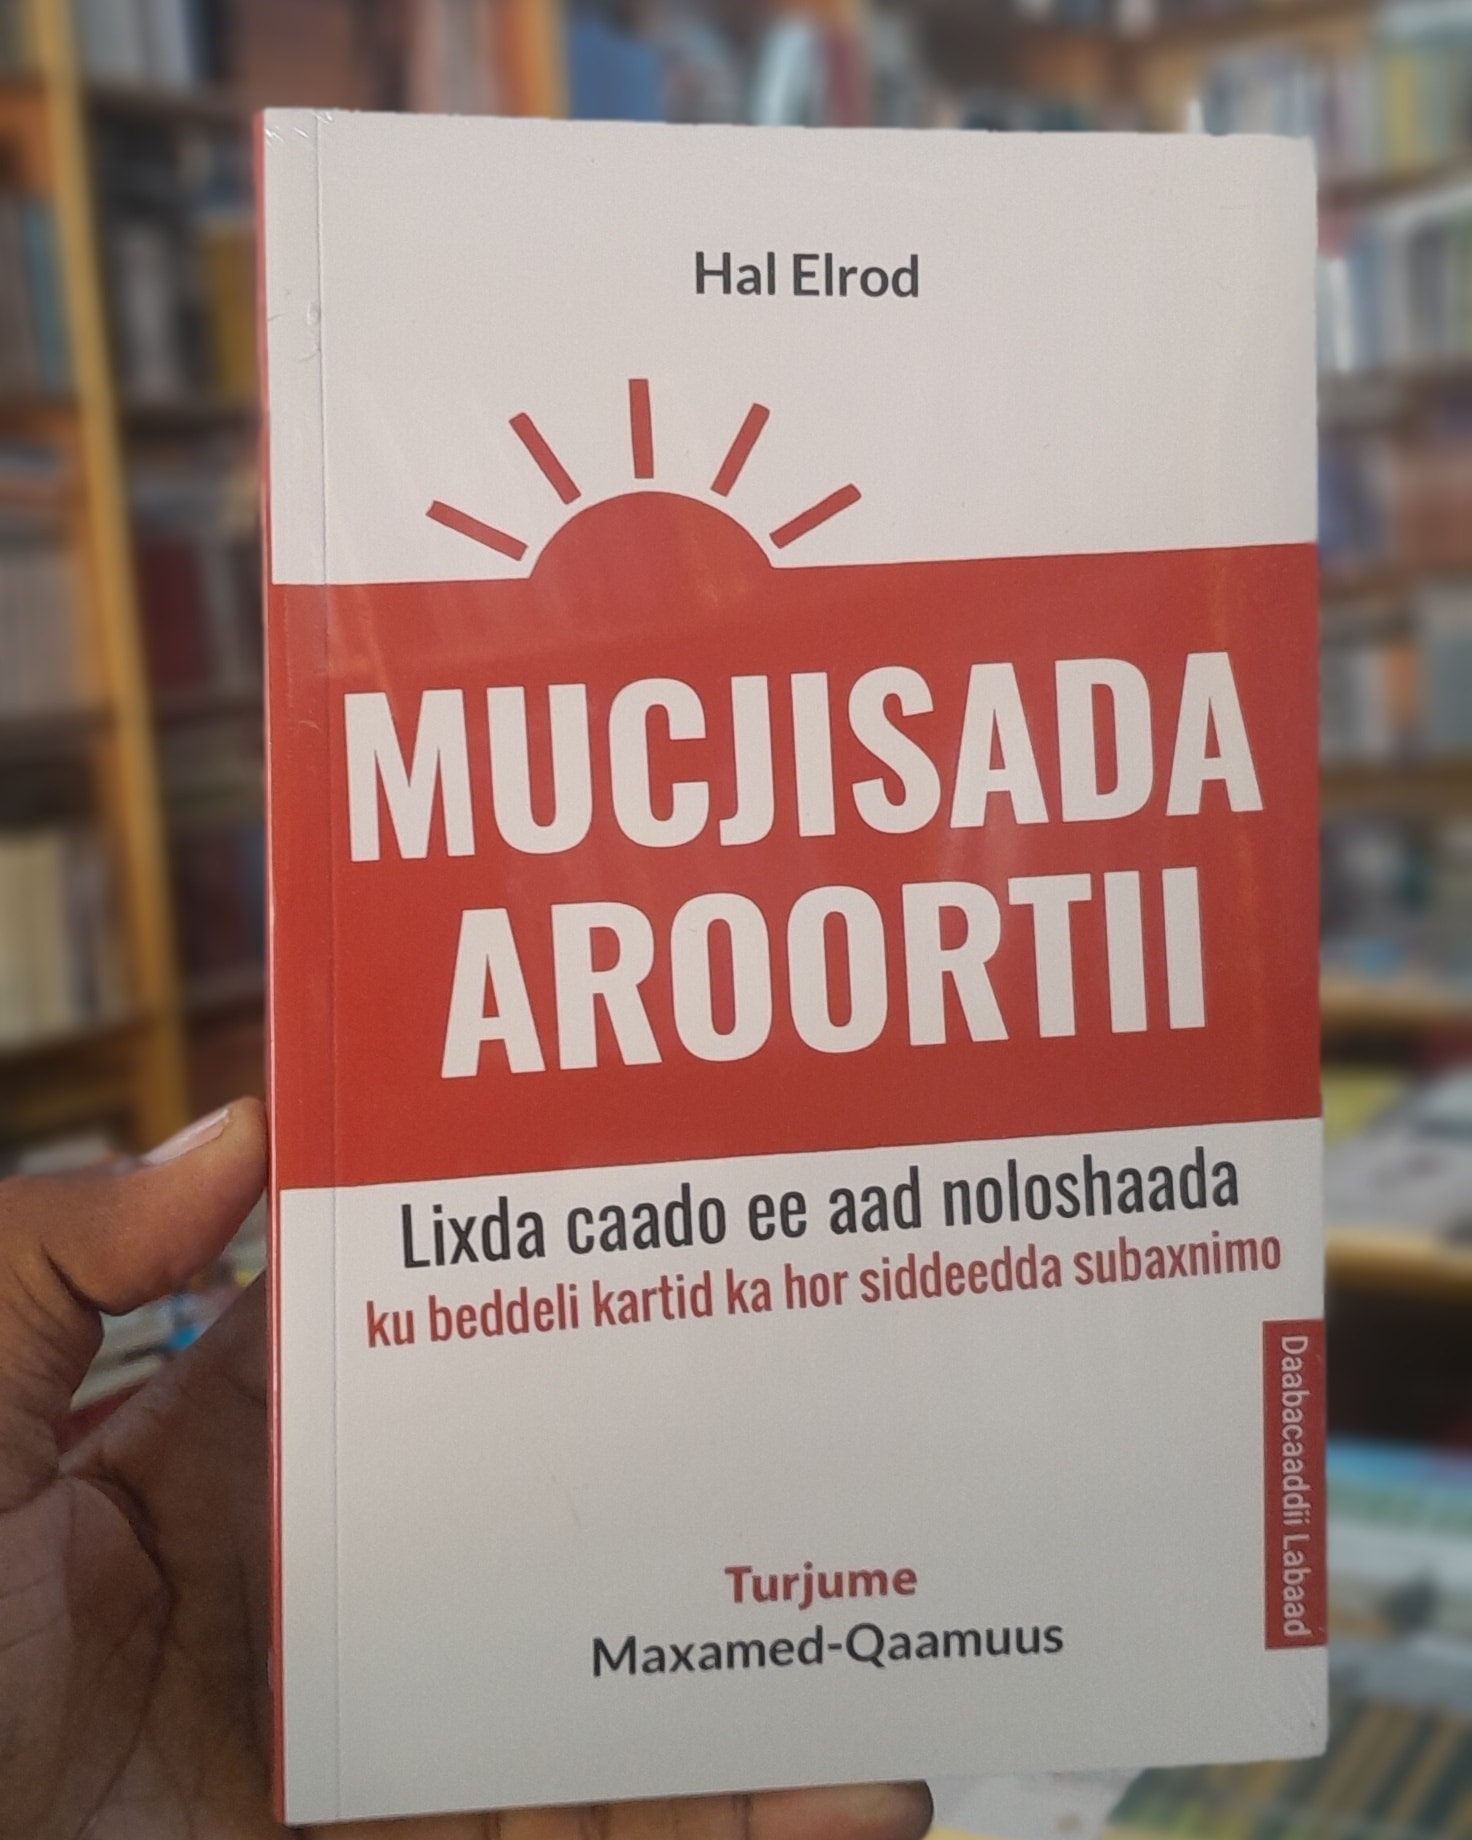 Hal Elrod
MUCJISADA
AROORTII
Lixda caado ee aad noloshaada
ku beddeli kartid ka hor siddeedda subaxnimo
Daabacaaddii Labaad
Turjume
Maxamed-Qaamuus